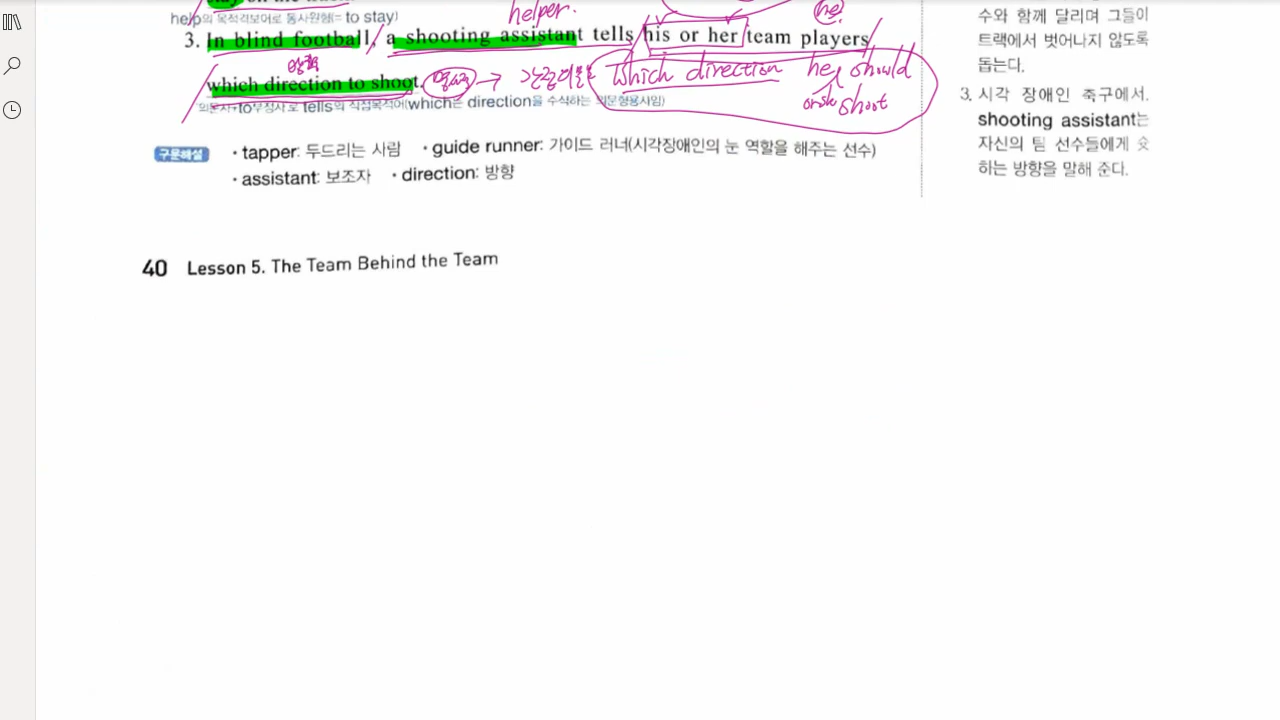 help의 목적격보어로 동사원형(= to stay)
helper.
he
3. In blind football, a shooting assistant tells his or her team players
which direction to shoot.
which direction he should
or she shoot
의문사+to부정사로 tells의 직접목적어(which는 direction을 수식하는 의문형용사임)
구문해설 · tapper: 두드리는 사람 · guide runner: 가이드 러너(시각장애인의 눈 역할을 해주는 선수)
· assistant: 보조자 · direction: 방향
수와 함께 달리며 그들이
트랙에서 벗어나지 않도록
돕는다.
3. 시각 장애인 축구에서,
shooting assistant는
자신의 팀 선수들에게 슛
하는 방향을 말해 준다.
40 Lesson 5. The Team Behind the Team